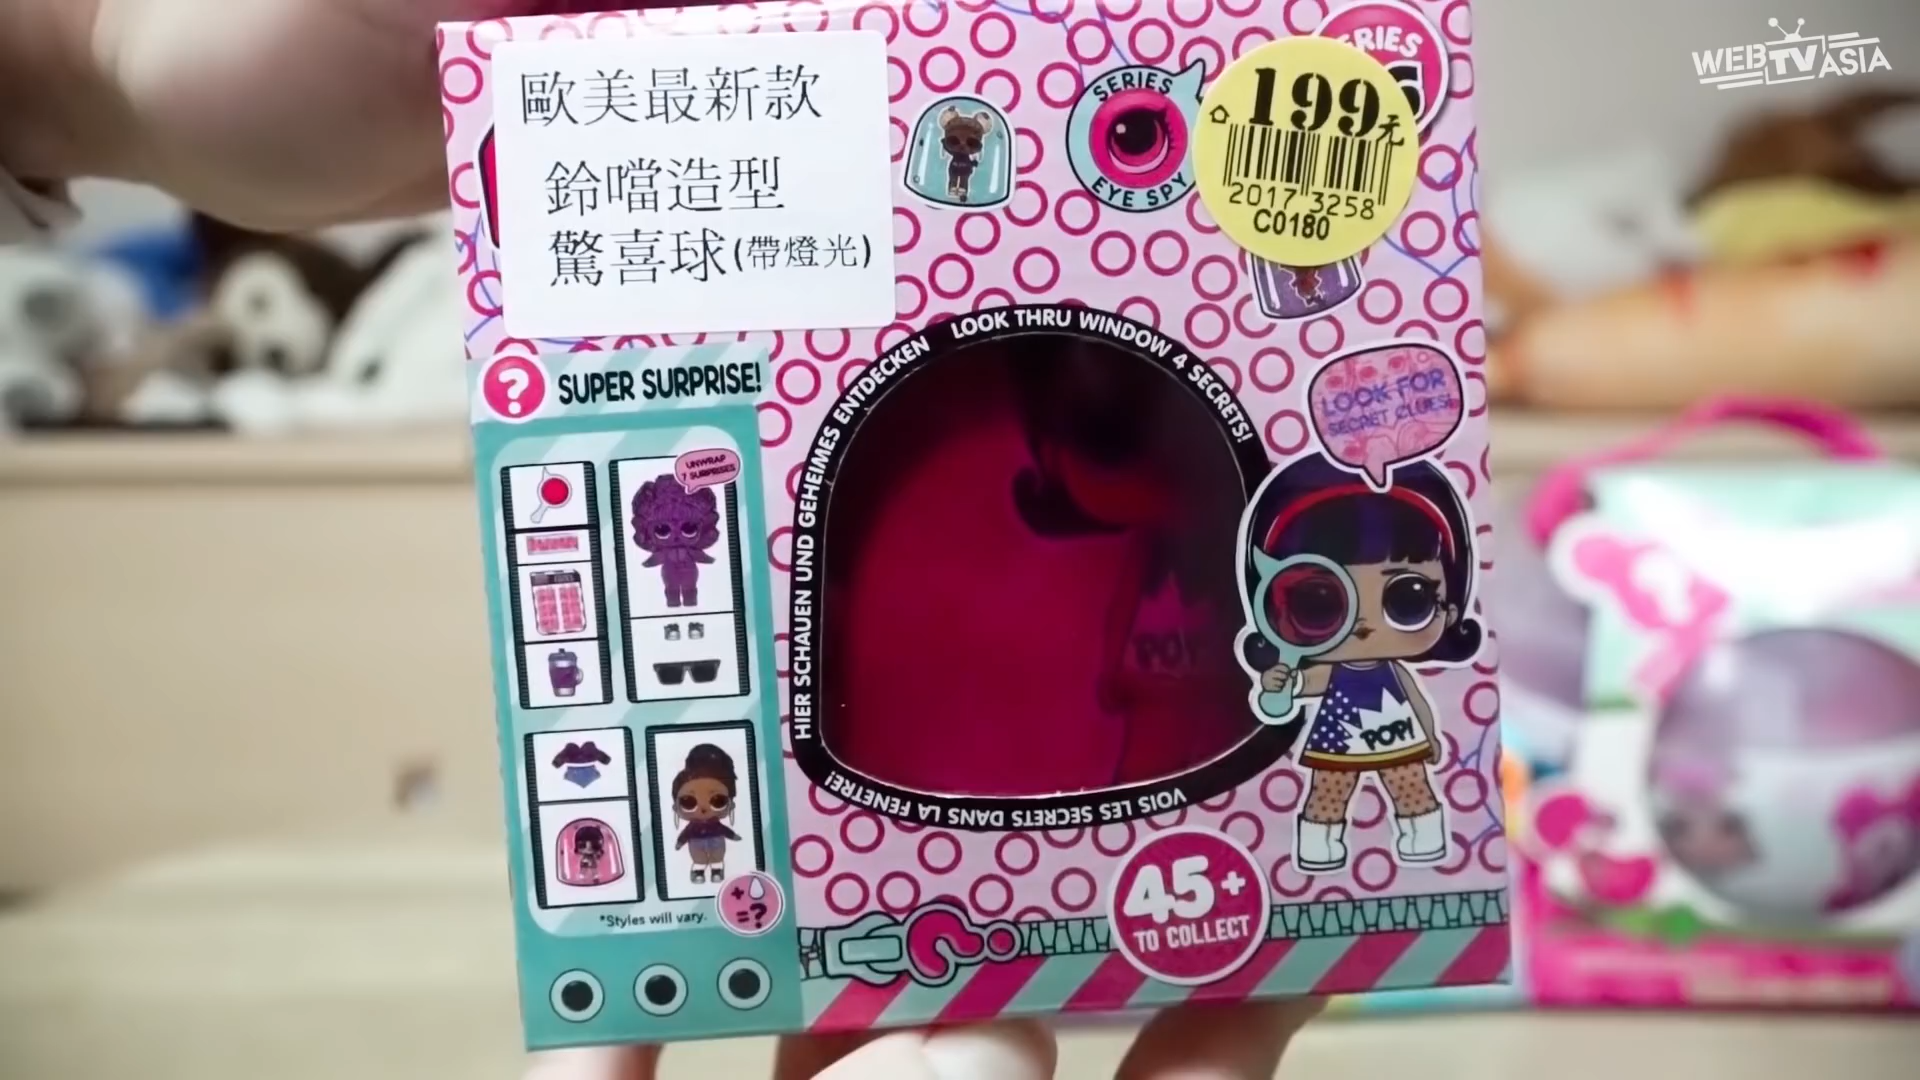 WEBTVASIA
歐美最新款
鈴噹造型
驚喜球(帶燈光)
SERIES
EYE SPY
199元
2017 3258
C0180
SUPER SURPRISE!
UNWRAP
7 SURPRISES
*Styles will vary.
+
=?
HIER SCHAUEN UND GEHEIMES ENTDECKEN
LOOK THRU WINDOW 4 SECRETS!
VOIS LES SECRETS DANS LA FENETRE!
LOOK FOR
SECRET CLUES!
POP!
45+
TO COLLECT